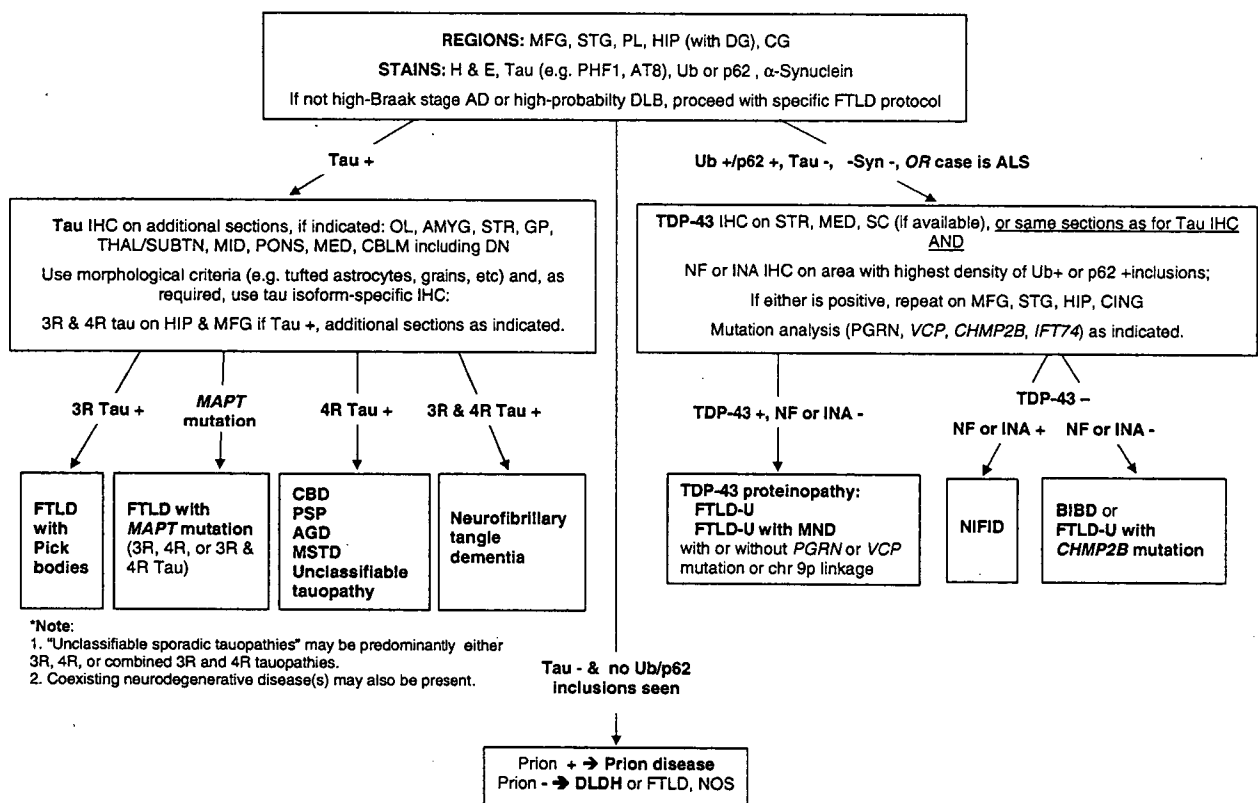 REGIONS: MFG, STG, PL, HIP (with DG), CG
STAINS: H & E, Tau (e.g. PHF1, AT8), Ub or p62 , α-Synuclein
If not high-Braak stage AD or high-probabilty DLB, proceed with specific FTLD protocol
Tau +
Ub +/p62 +, Tau -, -Syn -, OR case is ALS
Tau IHC on additional sections, if indicated: OL, AMYG, STR, GP,
THAL/SUBTN, MID, PONS, MED, CBLM including DN
Use morphological criteria (e.g. tufted astrocytes, grains, etc) and, as
required, use tau isoform-specific IHC:
3R & 4R tau on HIP & MFG if Tau +, additional sections as indicated.
TDP-43 IHC on STR, MED, SC (if available), or same sections as for Tau IHC
AND
NF or INA IHC on area with highest density of Ub+ or p62 +inclusions;
If either is positive, repeat on MFG, STG, HIP, CING
Mutation analysis (PGRN, VCP, CHMP2B, IFT74) as indicated.
3R Tau +
MAPT
mutation
4R Tau +
3R & 4R Tau +
TDP-43 +, NF or INA -
TDP-43 –
NF or INA +
NF or INA -
FTLD
with
Pick
bodies
FTLD with
MAPT mutation
(3R, 4R, or 3R &
4R Tau)
CBD
PSP
AGD
MSTD
Unclassifiable
tauopathy
Neurofibrillary
tangle
dementia
TDP-43 proteinopathy:
FTLD-U
FTLD-U with MND
with or without PGRN or VCP
mutation or chr 9p linkage
NIFID
BIBD or
FTLD-U with
CHMP2B mutation
*Note:
1. "Unclassifiable sporadic tauopathies" may be predominantly either
3R, 4R, or combined 3R and 4R tauopathies.
2. Coexisting neurodegenerative disease(s) may also be present.
Tau - & no Ub/p62
inclusions seen
Prion + ➔ Prion disease
Prion - ➔ DLDH or FTLD, NOS